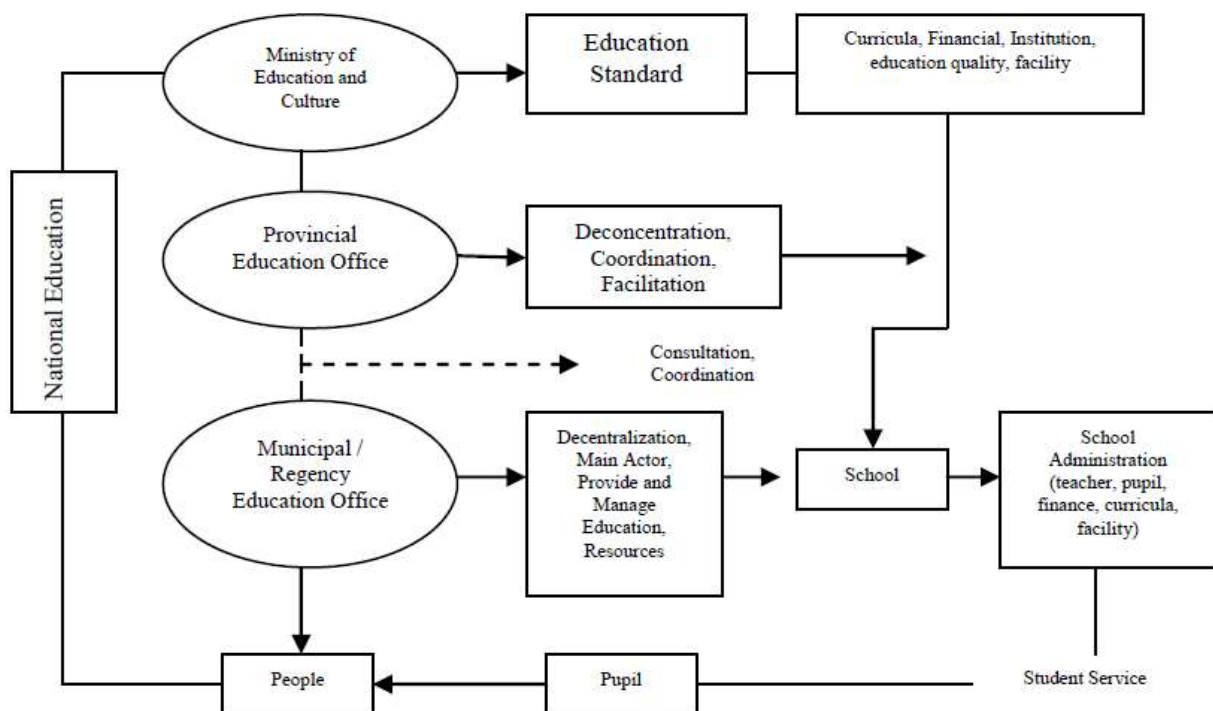 Ministry of
Education and
Culture
Education
Standard
Curricula, Financial, Institution,
education quality, facility
National Education
Provincial
Education Office
Deconcentration,
Coordination,
Facilitation
Consultation,
Coordination
Municipal /
Regency
Education Office
Decentralization,
Main Actor,
Provide and
Manage
Education,
Resources
School
School
Administration
(teacher, pupil,
finance, curricula,
facility)
People
Pupil
Student Service